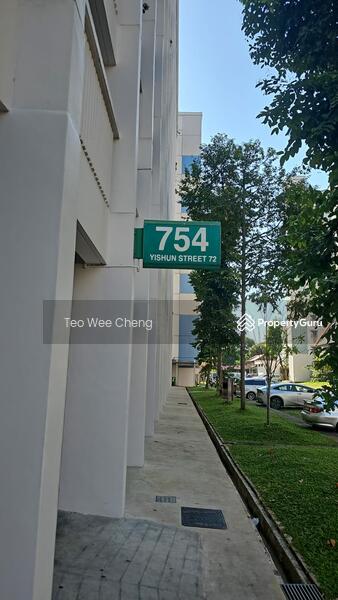 754
YISHUN STREET 72
Teo Wee Cheng
PropertyGuru